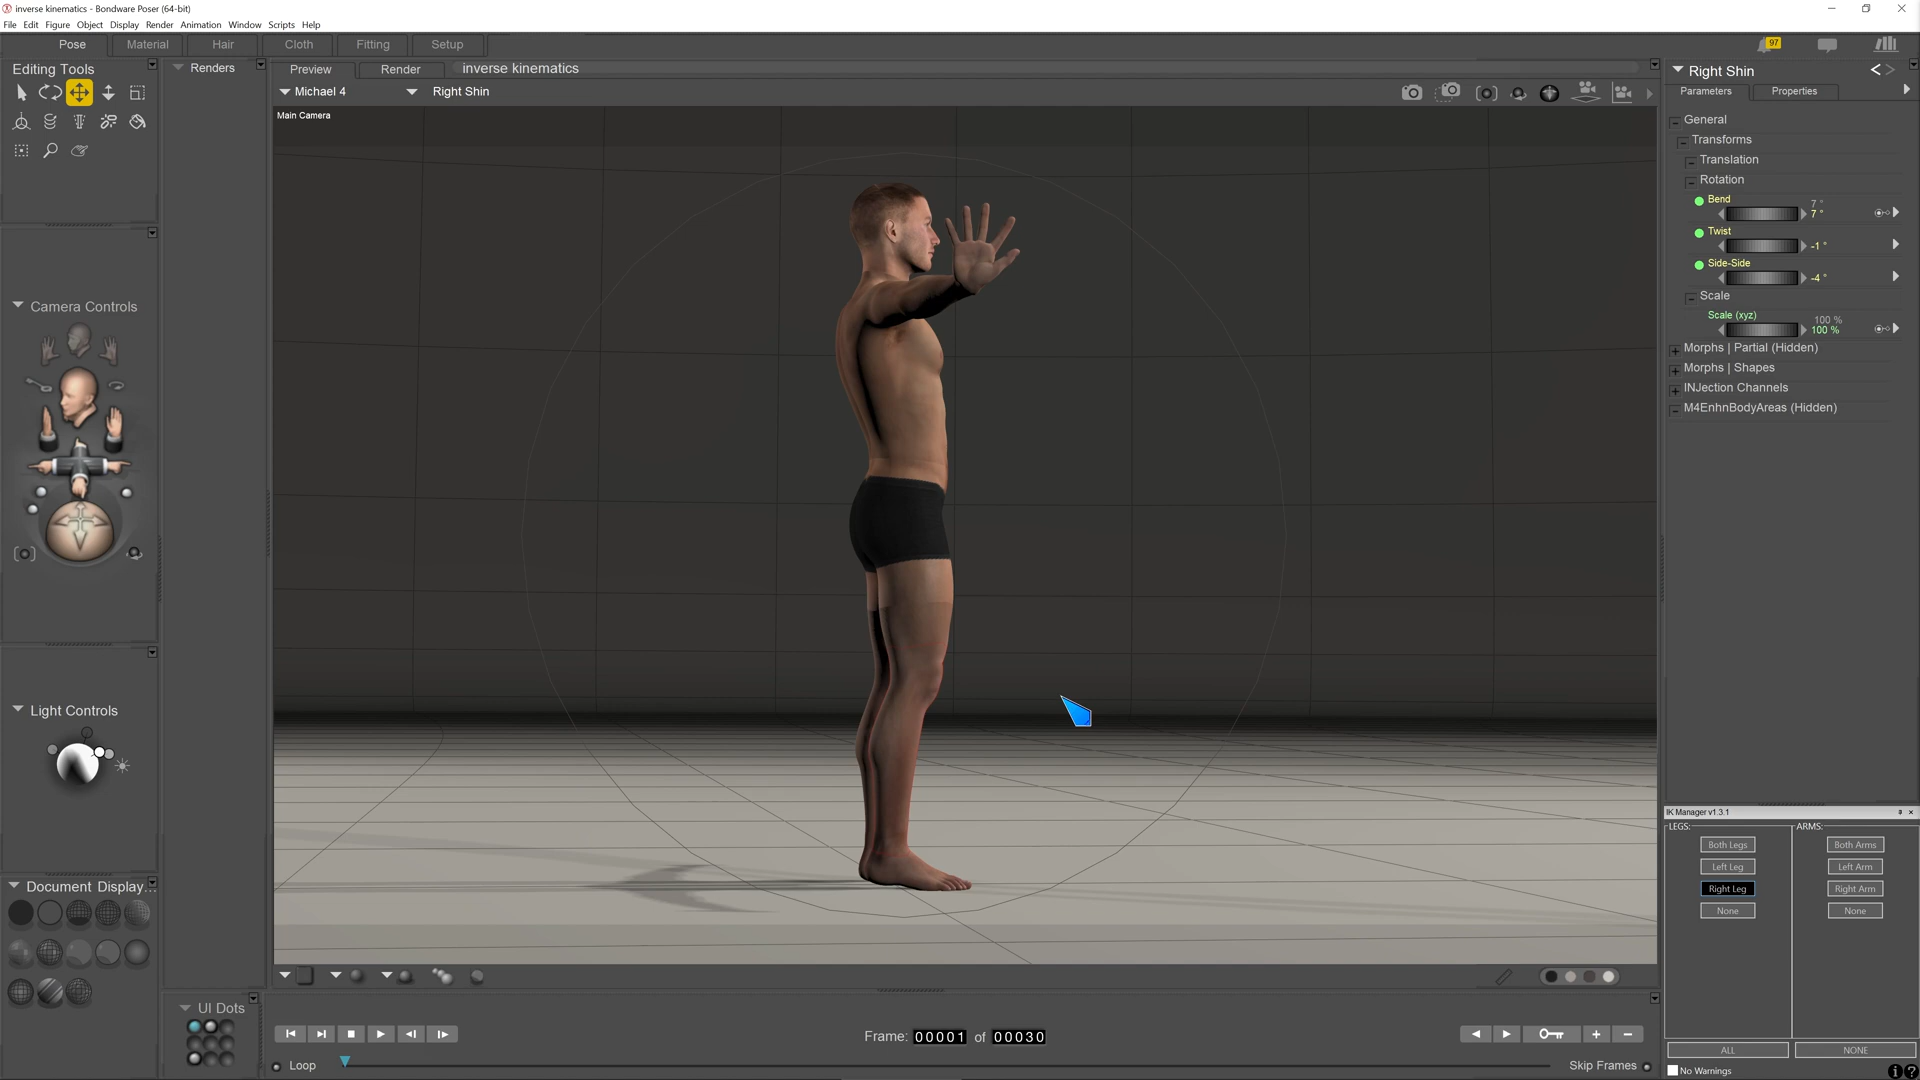 inverse kinematics - Bondware Poser (64-bit)
File Edit Figure Object Display Render Animation Window Scripts Help
Pose Material Hair Cloth Fitting Setup
97
Editing Tools
Renders
Preview Render inverse kinematics
Michael 4 Right Shin
Main Camera
Camera Controls
Light Controls
Document Display...
UI Dots
Right Shin
Parameters Properties
General
Transforms
Translation
Rotation
Bend
7 °
7 °
Twist
-1 °
Side-Side
-4 °
Scale
Scale (xyz)
100 %
100 %
Morphs | Partial (Hidden)
Morphs | Shapes
INJection Channels
M4EnhnBodyAreas (Hidden)
IK Manager v1.3.1
LEGS: ARMS:
Both Legs Both Arms
Left Leg Left Arm
Right Leg Right Arm
None None
ALL NONE
No Warnings
Frame: 00001 of 00030
Loop
Skip Frames